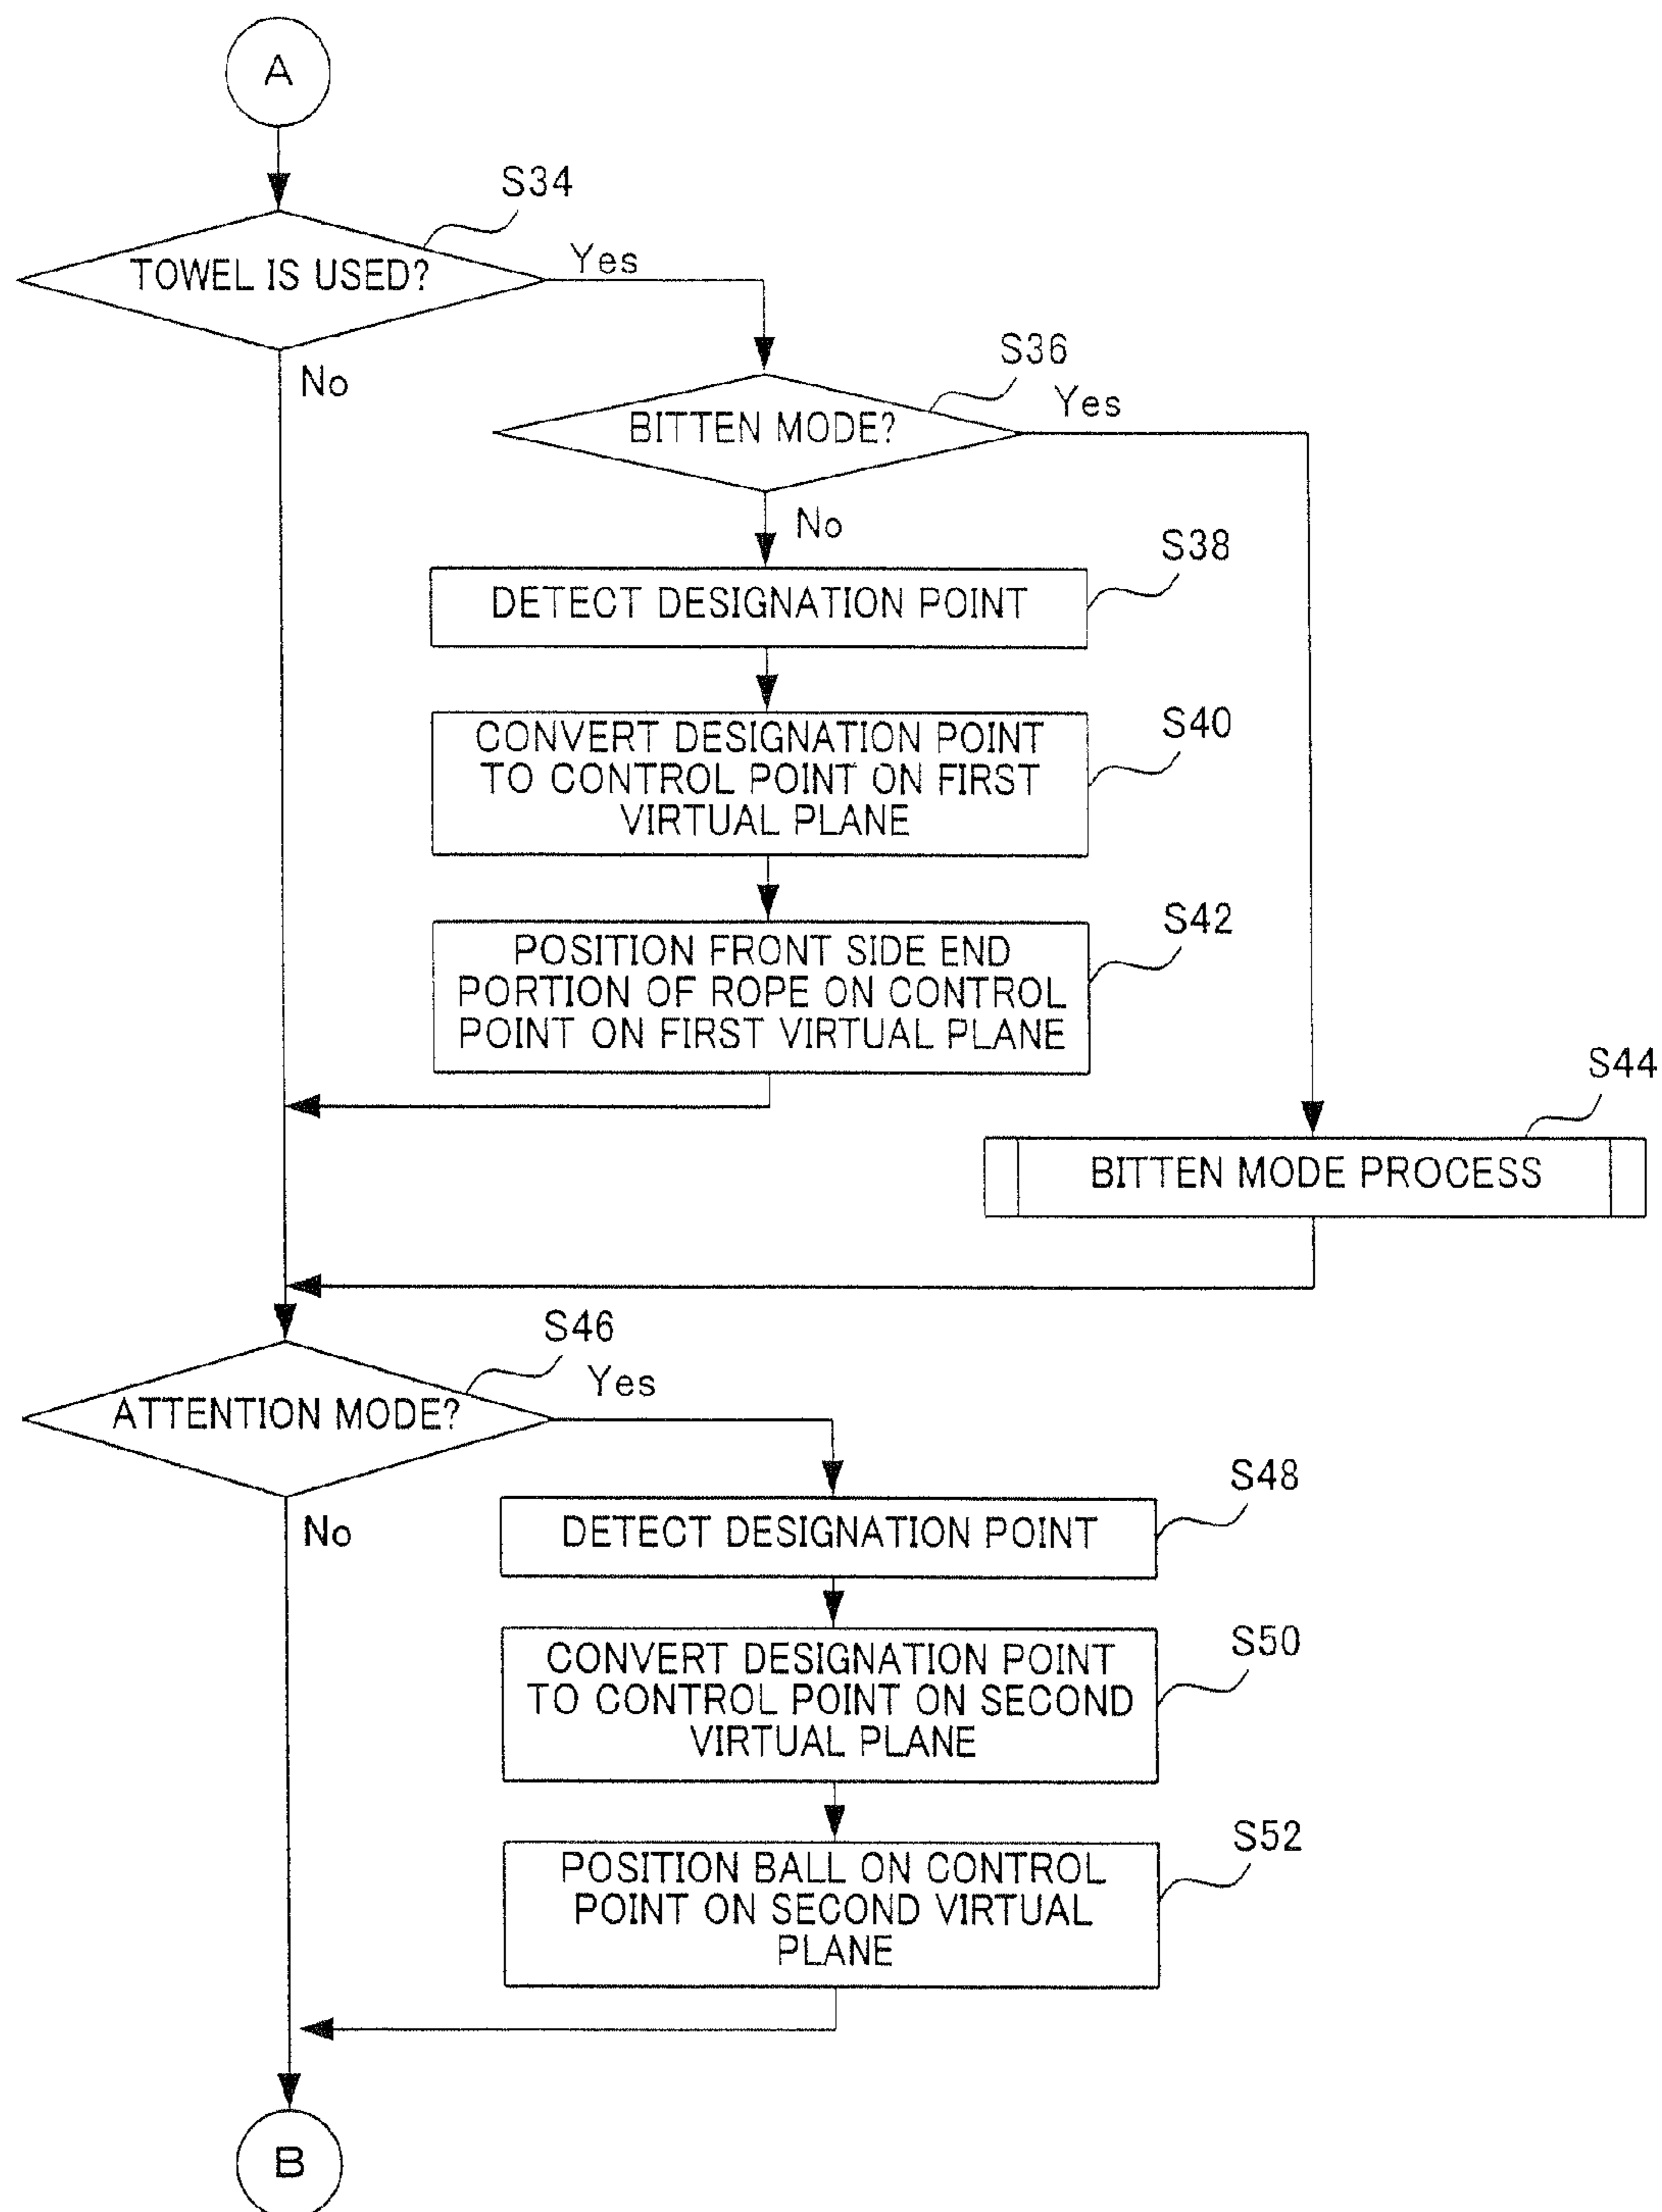 A
S34
TOWEL IS USED?
Yes
No
S36
BITTEN MODE?
Yes
No
S38
DETECT DESIGNATION POINT
S40
CONVERT DESIGNATION POINT
TO CONTROL POINT ON FIRST
VIRTUAL PLANE
S42
POSITION FRONT SIDE END
PORTION OF ROPE ON CONTROL
POINT ON FIRST VIRTUAL PLANE
S44
BITTEN MODE PROCESS
S46
ATTENTION MODE?
Yes
No
S48
DETECT DESIGNATION POINT
S50
CONVERT DESIGNATION POINT
TO CONTROL POINT ON SECOND
VIRTUAL PLANE
S52
POSITION BALL ON CONTROL
POINT ON SECOND VIRTUAL
PLANE
B